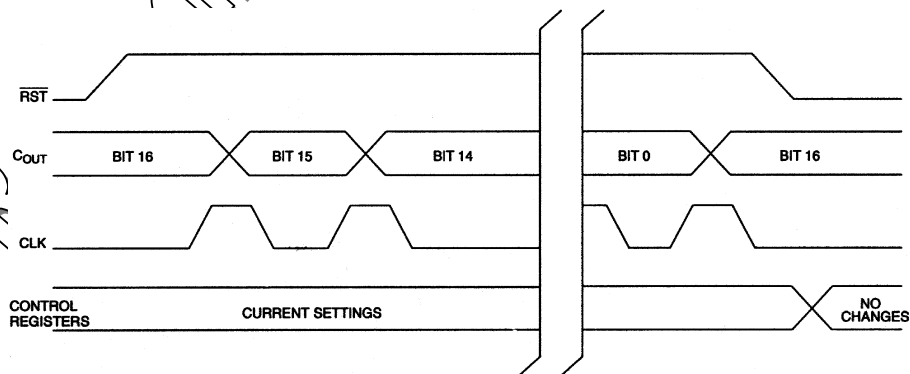 RST
COUT BIT 16 BIT 15 BIT 14 BIT 0 BIT 16
CLK
CONTROL
REGISTERS
CURRENT SETTINGS
NO
CHANGES